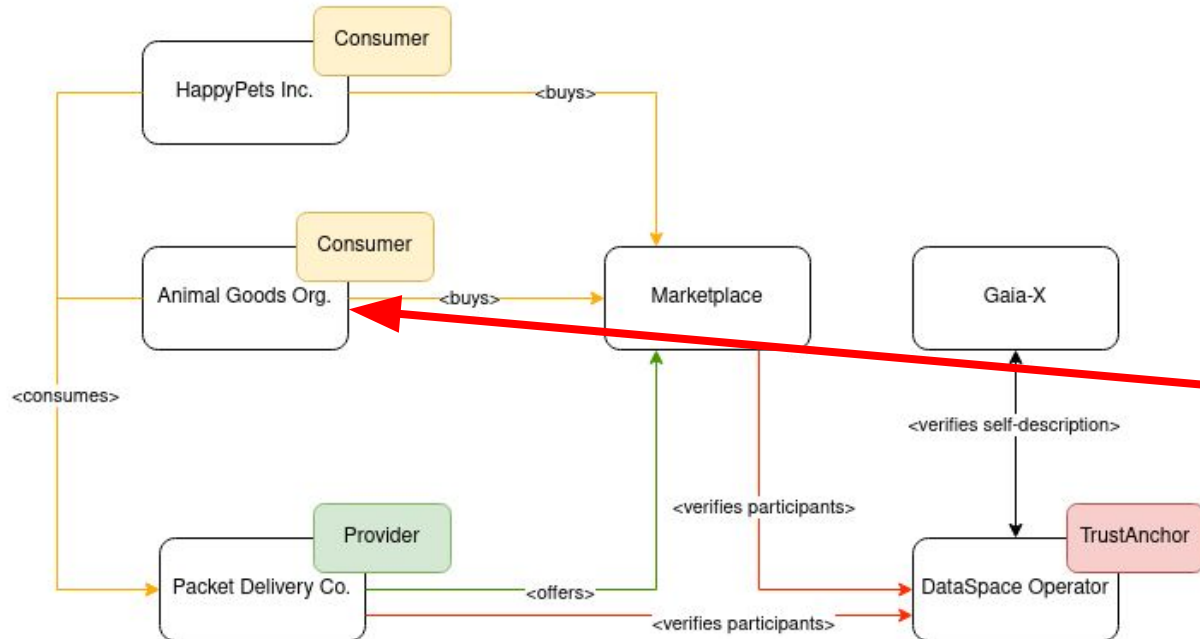 Consumer
HappyPets Inc.
<buys>
Consumer
Animal Goods Org.
<buys>
Marketplace
Gaia-X
<consumes>
<verifies self-description>
<verifies participants>
Provider
TrustAnchor
Packet Delivery Co.
<offers>
DataSpace Operator
<verifies participants>